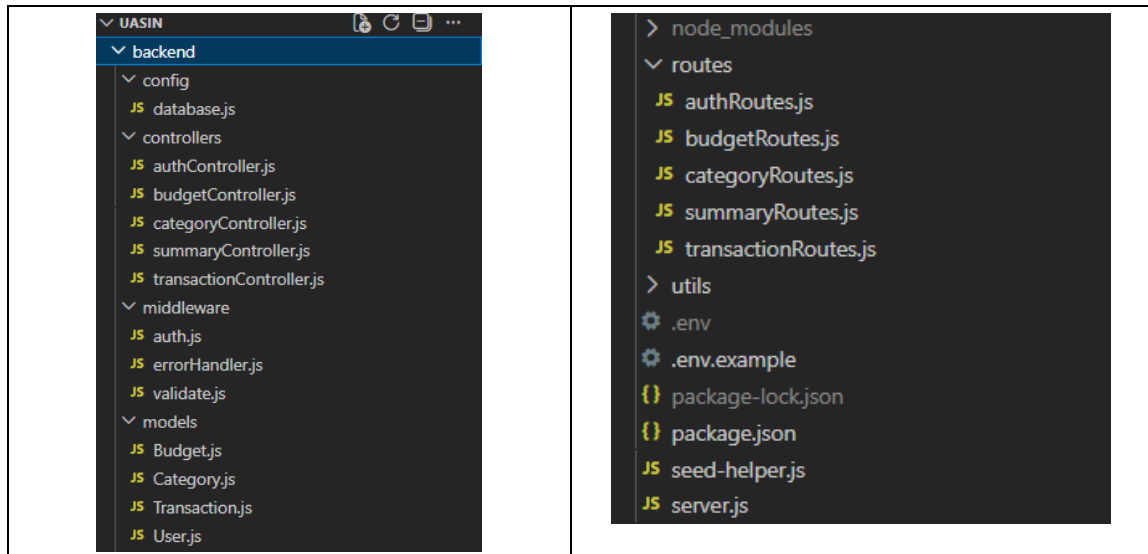 UASIN
backend
config
JS database.js
controllers
JS authController.js
JS budgetController.js
JS categoryController.js
JS summaryController.js
JS transactionController.js
middleware
JS auth.js
JS errorHandler.js
JS validate.js
models
JS Budget.js
JS Category.js
JS Transaction.js
JS User.js
node_modules
routes
JS authRoutes.js
JS budgetRoutes.js
JS categoryRoutes.js
JS summaryRoutes.js
JS transactionRoutes.js
utils
.env
.env.example
{} package-lock.json
{} package.json
JS seed-helper.js
JS server.js